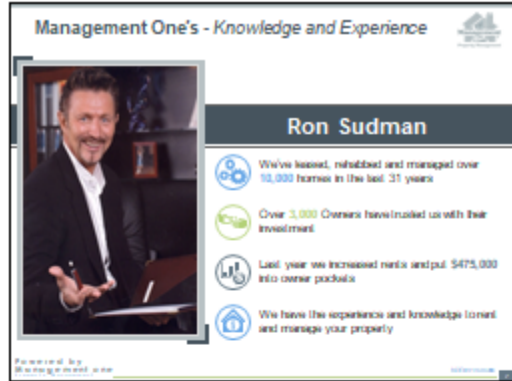 Management One's - Knowledge and Experience
Ron Sudman
We've leased, rehabbed and managed over
10,000 homes in the last 31 years
Over 3,000 Owners have trusted us with their
investment
Last year we increased rents and put $475,000
into owner pockets
We have the experience and knowledge to rent
and manage your property
Powered by
Management one